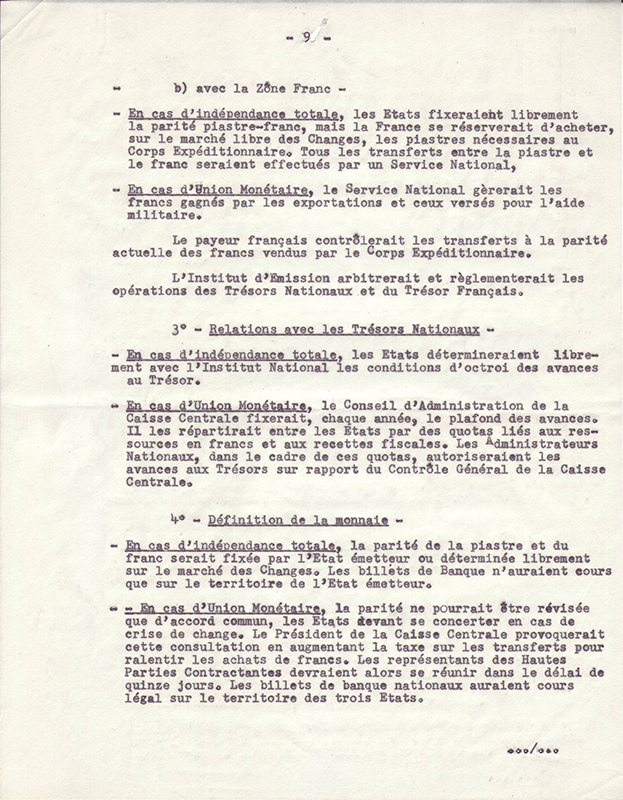 - 9 -
- b) avec la Zône Franc -
- En cas d'indépendance totale, les Etats fixeraient librement
la parité piastre-franc, mais la France se réserverait d'acheter,
sur le marché libre des Changes, les piastres nécessaires au
Corps Expéditionnaire. Tous les transferts entre la piastre et
le franc seraient effectués par un Service National,
- En cas d'Union Monétaire, le Service National gèrerait les
francs gagnés par les exportations et ceux versés pour l'aide
militaire.
Le payeur français contrôlerait les transferts à la parité
actuelle des francs vendus par le Corps Expéditionnaire.
L'Institut d'Emission arbitrerait et règlementerait les
opérations des Trésors Nationaux et du Trésor Français.
3° - Relations avec les Trésors Nationaux -
- En cas d'indépendance totale, les Etats détermineraient libre-
ment avec l'Institut National les conditions d'octroi des avances
au Trésor.
- En cas d'Union Monétaire, le Conseil d'Administration de la
Caisse Centrale fixerait, chaque année, le plafond des avances.
Il les répartirait entre les Etats par des quotas liés aux res-
sources en francs et aux recettes fiscales. Les Administrateurs
Nationaux, dans le cadre de ces quotas, autoriseraient les
avances aux Trésors sur rapport du Contrôle Général de la Caisse
Centrale.
4° - Définition de la monnaie -
- En cas d'indépendance totale, la parité de la piastre et du
franc serait fixée par l'Etat émetteur ou déterminée librement
sur le marché des Changes. Les billets de Banque n'auraient cours
que sur le territoire de l'Etat émetteur.
- - En cas d'Union Monétaire, la parité ne pourrait être révisée
que d'accord commun, les Etats devant se concerter en cas de
crise de change. Le Président de la Caisse Centrale provoquerait
cette consultation en augmentant la taxe sur les transferts pour
ralentir les achats de francs. Les représentants des Hautes
Parties Contractantes devraient alors se réunir dans le délai de
quinze jours. Les billets de banque nationaux auraient cours
légal sur le territoire des trois Etats.
.../...